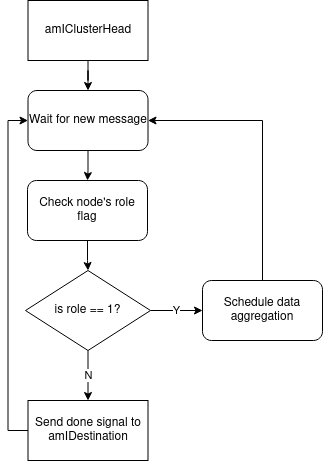 amIClusterHead
Wait for new message
Check node's role
flag
is role == 1?
Y
Schedule data
aggregation
N
Send done signal to
amIDestination